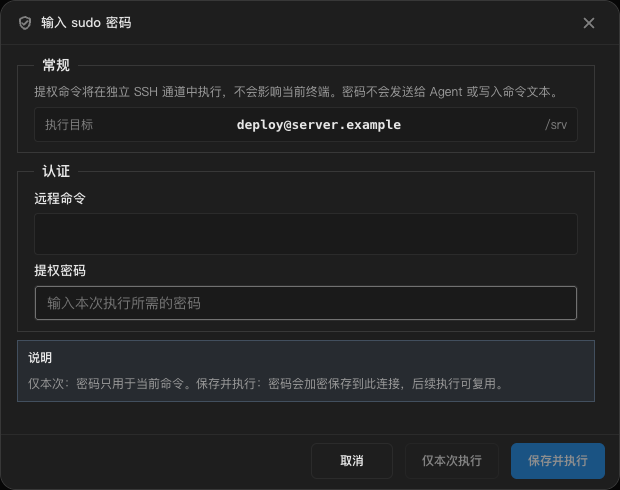 输入 sudo 密码
常规
提权命令将在独立 SSH 通道中执行，不会影响当前终端。密码不会发送给 Agent 或写入命令文本。
执行目标 deploy@server.example /srv
认证
远程命令
提权密码
输入本次执行所需的密码
说明
仅本次：密码只用于当前命令。保存并执行：密码会加密保存到此连接，后续执行可复用。
取消 仅本次执行 保存并执行